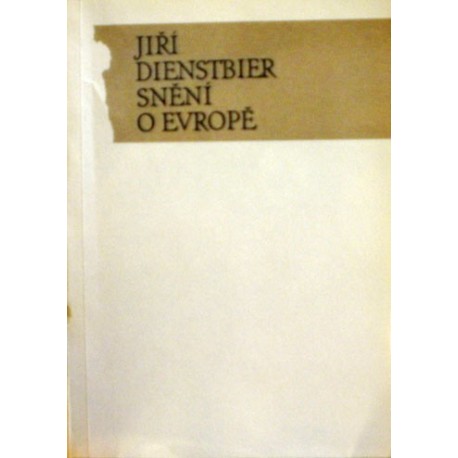 JIŘÍ
DIENSTBIER
SNĚNÍ
O EVROPĚ